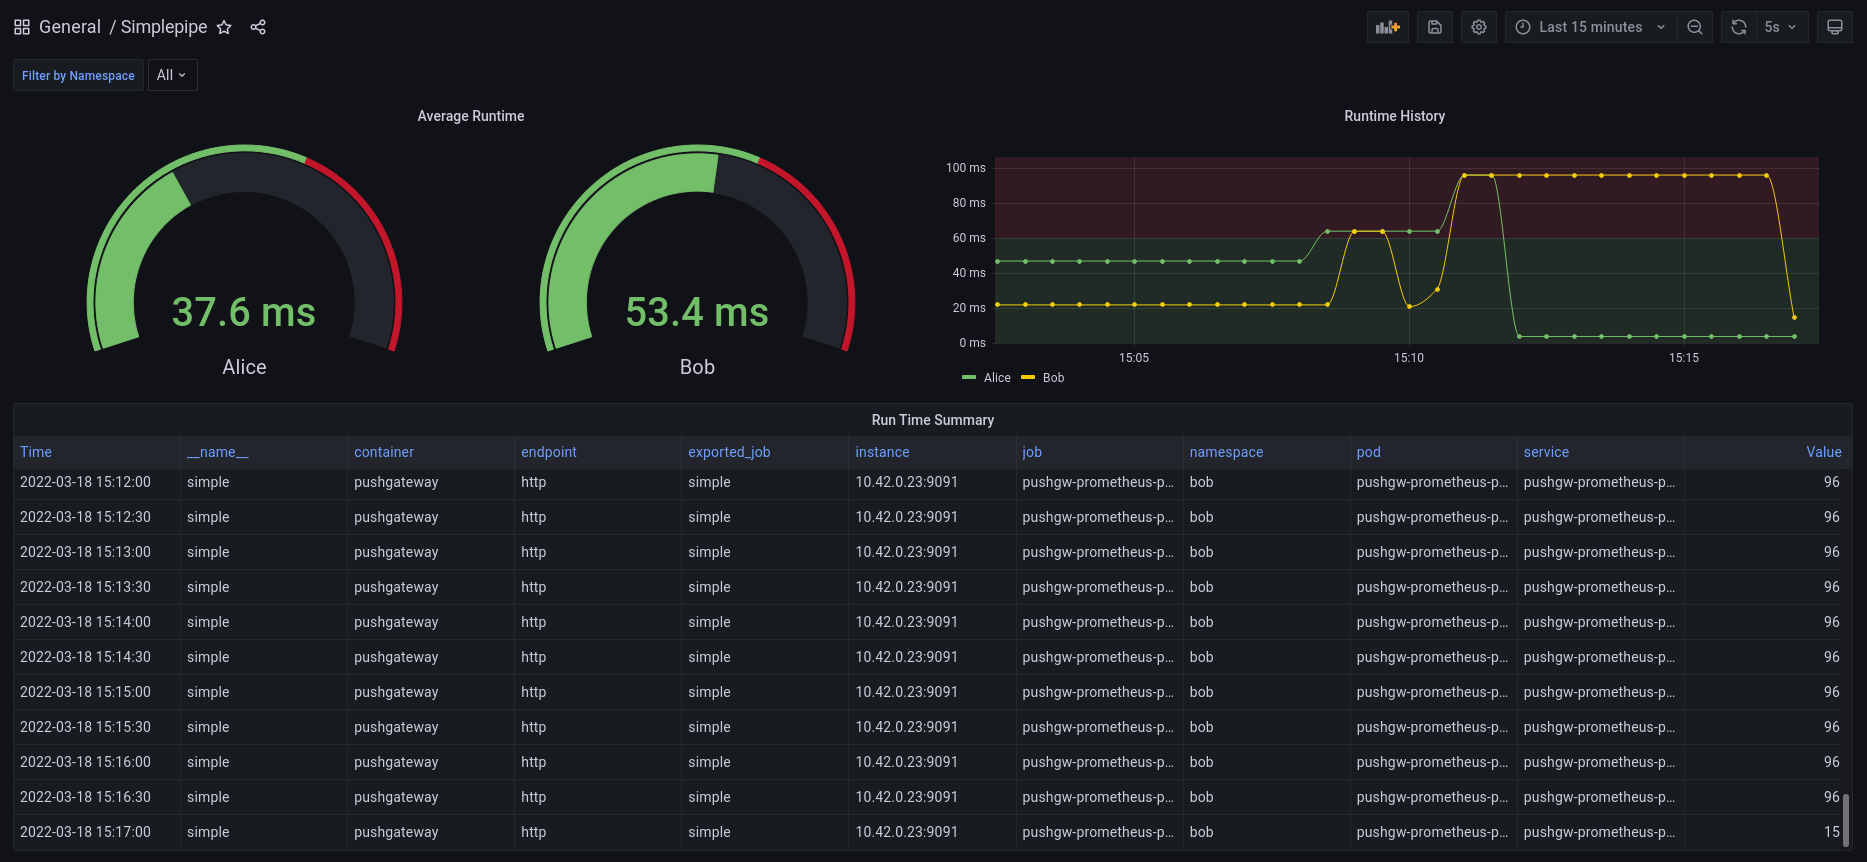 General / Simplepipe
Last 15 minutes
5s
Filter by Namespace All
Average Runtime
37.6 ms
Alice
53.4 ms
Bob
Runtime History
100 ms
80 ms
60 ms
40 ms
20 ms
0 ms
15:05 15:10 15:15
Alice Bob
Run Time Summary
Time __name__ container endpoint exported_job instance job namespace pod service Value
2022-03-18 15:12:00 simple pushgateway http simple 10.42.0.23:9091 pushgw-prometheus-p... bob pushgw-prometheus-p... pushgw-prometheus-p... 96
2022-03-18 15:12:30 simple pushgateway http simple 10.42.0.23:9091 pushgw-prometheus-p... bob pushgw-prometheus-p... pushgw-prometheus-p... 96
2022-03-18 15:13:00 simple pushgateway http simple 10.42.0.23:9091 pushgw-prometheus-p... bob pushgw-prometheus-p... pushgw-prometheus-p... 96
2022-03-18 15:13:30 simple pushgateway http simple 10.42.0.23:9091 pushgw-prometheus-p... bob pushgw-prometheus-p... pushgw-prometheus-p... 96
2022-03-18 15:14:00 simple pushgateway http simple 10.42.0.23:9091 pushgw-prometheus-p... bob pushgw-prometheus-p... pushgw-prometheus-p... 96
2022-03-18 15:14:30 simple pushgateway http simple 10.42.0.23:9091 pushgw-prometheus-p... bob pushgw-prometheus-p... pushgw-prometheus-p... 96
2022-03-18 15:15:00 simple pushgateway http simple 10.42.0.23:9091 pushgw-prometheus-p... bob pushgw-prometheus-p... pushgw-prometheus-p... 96
2022-03-18 15:15:30 simple pushgateway http simple 10.42.0.23:9091 pushgw-prometheus-p... bob pushgw-prometheus-p... pushgw-prometheus-p... 96
2022-03-18 15:16:00 simple pushgateway http simple 10.42.0.23:9091 pushgw-prometheus-p... bob pushgw-prometheus-p... pushgw-prometheus-p... 96
2022-03-18 15:16:30 simple pushgateway http simple 10.42.0.23:9091 pushgw-prometheus-p... bob pushgw-prometheus-p... pushgw-prometheus-p... 96
2022-03-18 15:17:00 simple pushgateway http simple 10.42.0.23:9091 pushgw-prometheus-p... bob pushgw-prometheus-p... pushgw-prometheus-p... 15